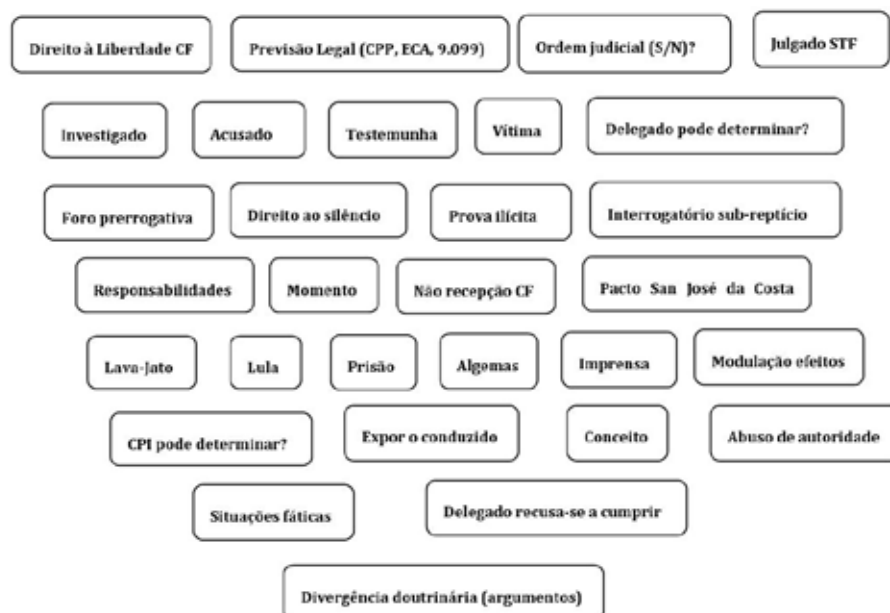 Direito à Liberdade CF Previsão Legal (CPP, ECA, 9.099) Ordem judicial (S/N)? Julgado STF
Investigado Acusado Testemunha Vítima Delegado pode determinar?
Foro prerrogativa Direito ao silêncio Prova ilícita Interrogatório sub-reptício
Responsabilidades Momento Não recepção CF Pacto San José da Costa
Lava-Jato Lula Prisão Algemas Imprensa Modulação efeitos
CPI pode determinar? Expor o conduzido Conceito Abuso de autoridade
Situações fáticas Delegado recusa-se a cumprir
Divergência doutrinária (argumentos)